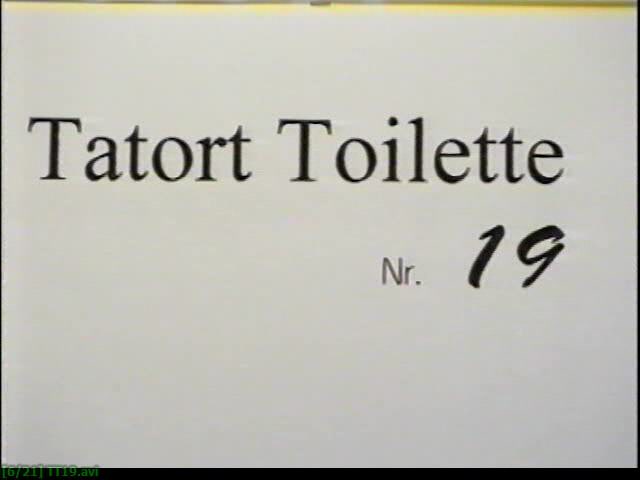 Tatort Toilette
Nr. 19
[6/21] TT19.avi